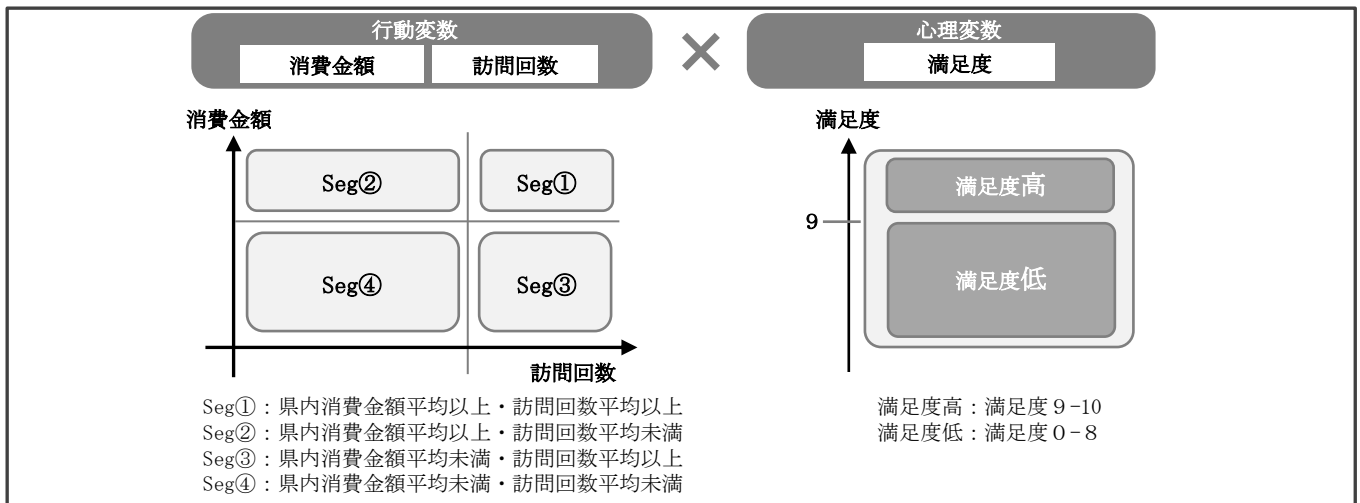 行動変数
消費金額
訪問回数
×
心理変数
満足度
消費金額
Seg②
Seg①
Seg④
Seg③
訪問回数
満足度
満足度高
9
満足度低
Seg①：県内消費金額平均以上・訪問回数平均以上
Seg②：県内消費金額平均以上・訪問回数平均未満
Seg③：県内消費金額平均未満・訪問回数平均以上
Seg④：県内消費金額平均未満・訪問回数平均未満
満足度高：満足度９-10
満足度低：満足度０-８